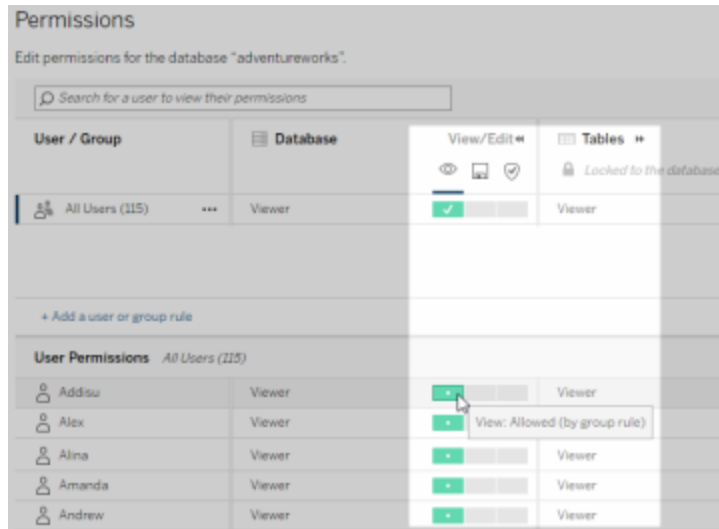 Permissions
Edit permissions for the database "adventureworks".
Search for a user to view their permissions
User / Group Database View/Edit Tables
Locked to the database
All Users (115) ••• Viewer Viewer
+ Add a user or group rule
User Permissions All Users (115)
Addisu Viewer Viewer
Alex Viewer View: Allowed (by group rule)
Alina Viewer Viewer
Amanda Viewer Viewer
Andrew Viewer Viewer